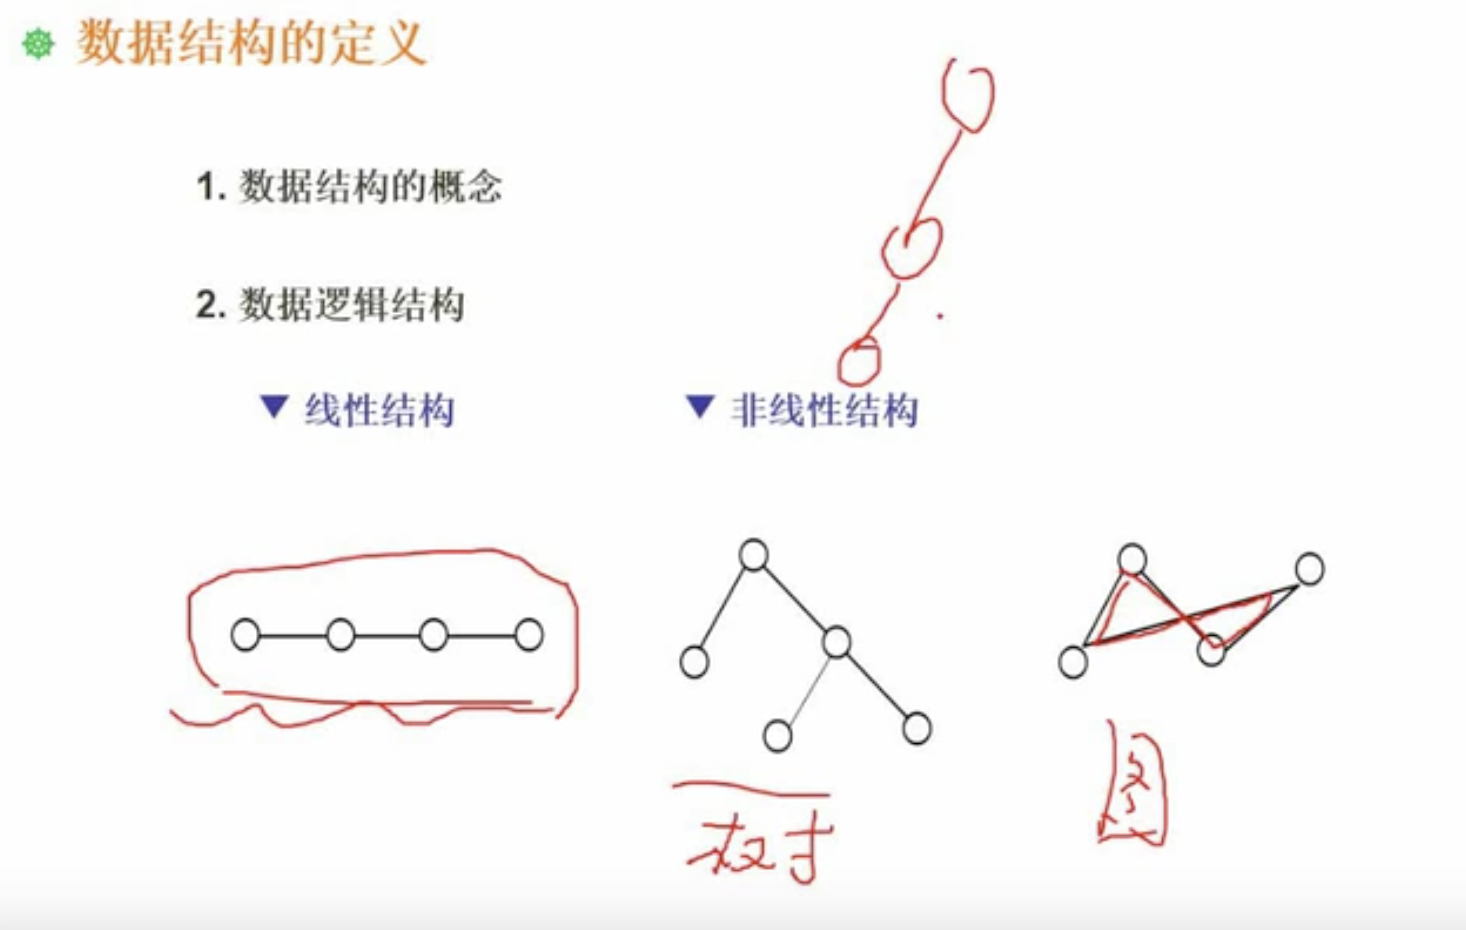 数据结构的定义
1. 数据结构的概念
2. 数据逻辑结构
▼ 线性结构
▼ 非线性结构
树
图